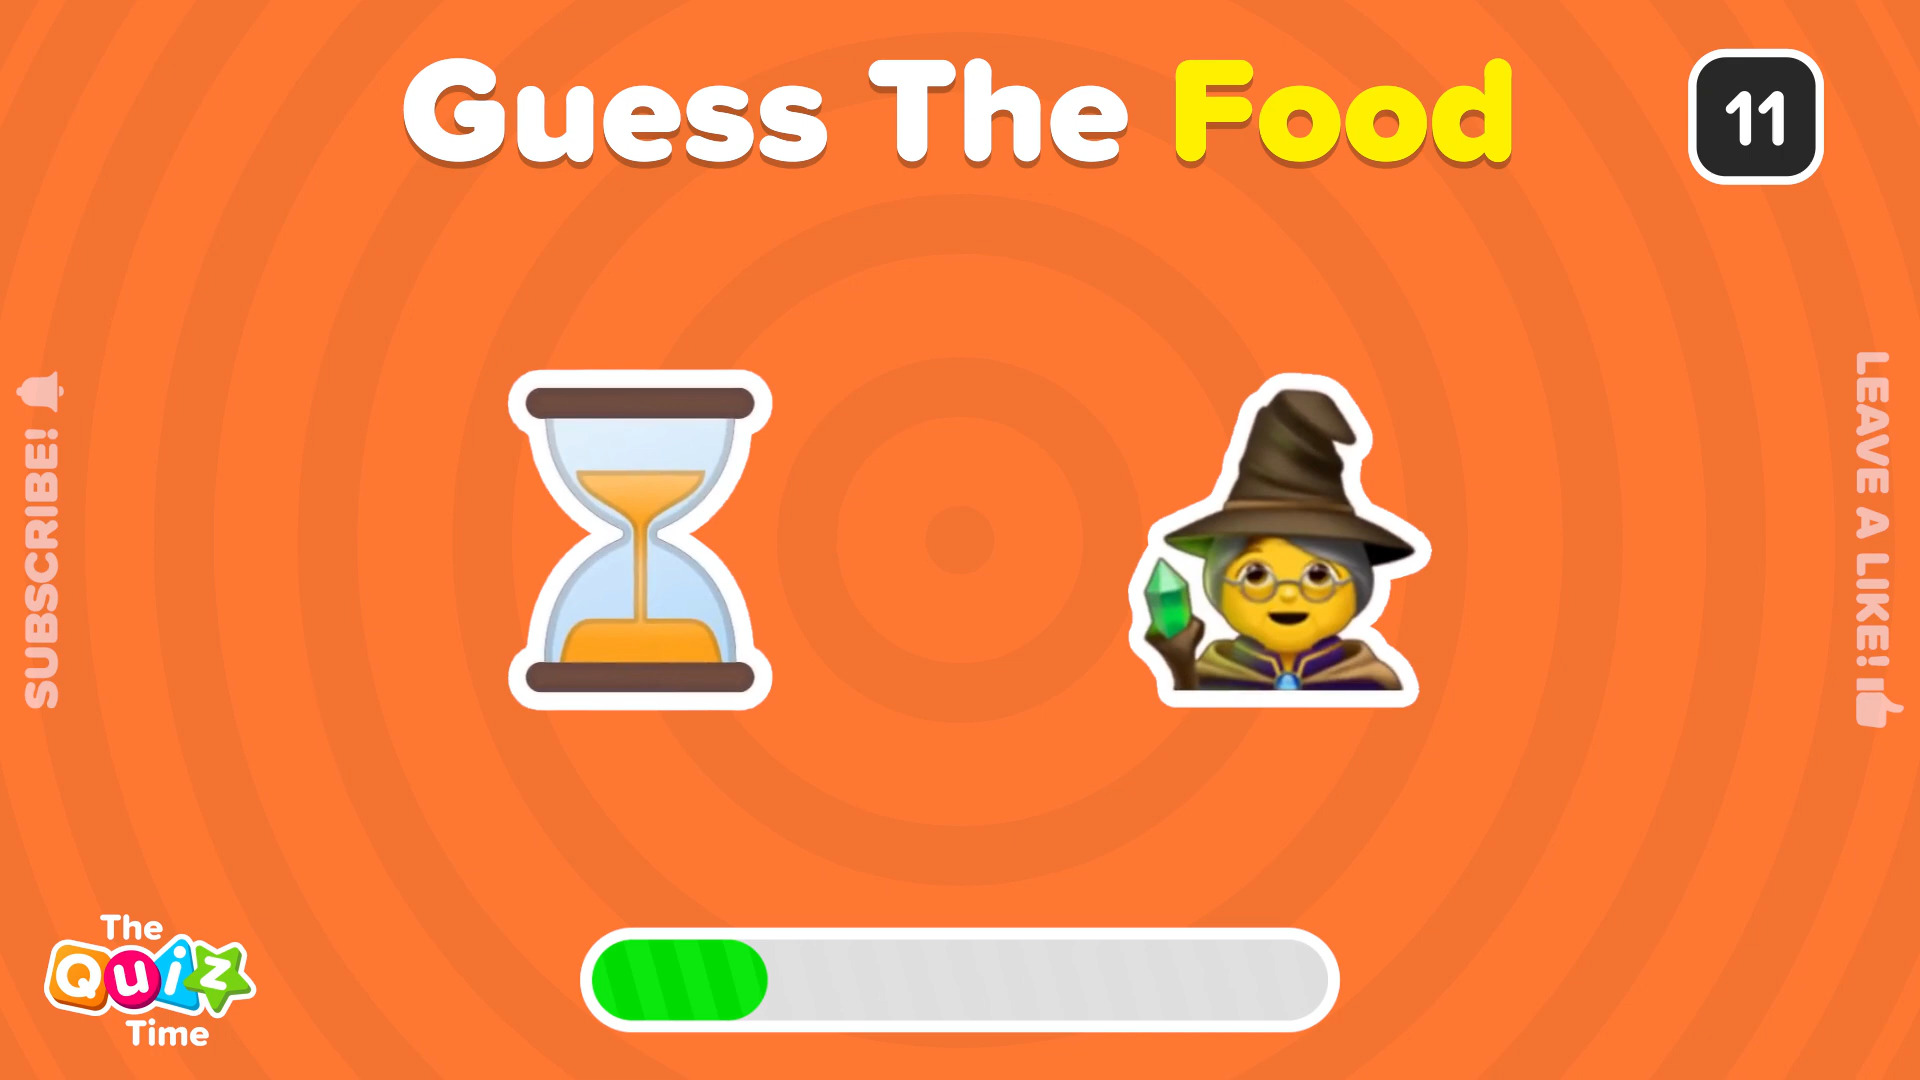 Guess The Food
11
SUBSCRIBE!
LEAVE A LIKE!
The
Quiz
Time